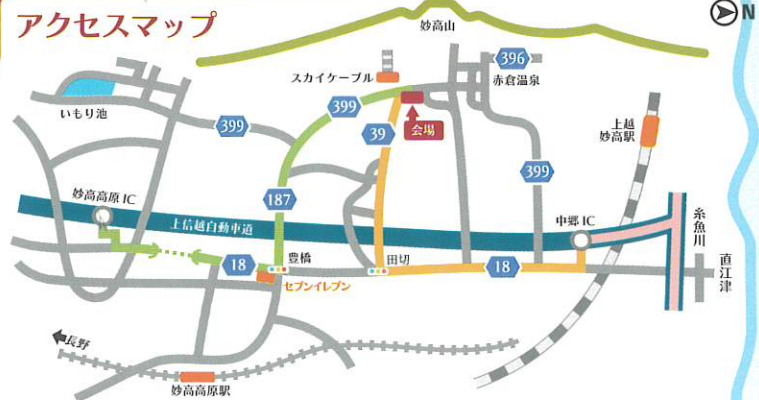 アクセスマップ
N
妙高山
スカイケーブル
396
赤倉温泉
いもり池
399
399
39
会場
上越
妙高駅
399
187
妙高高原 IC
上信越自動車道
中郷 IC
糸魚川
豊橋
田切
18
18
直江津
セブンイレブン
長野
妙高高原駅